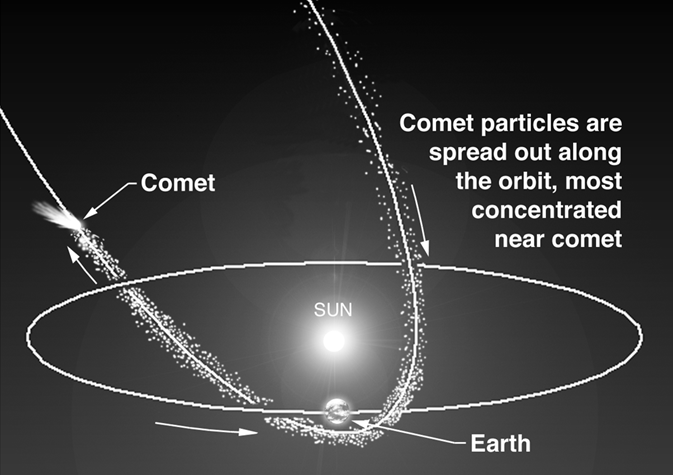 Comet particles are
spread out along
the orbit, most
concentrated
near comet
Comet
SUN
Earth